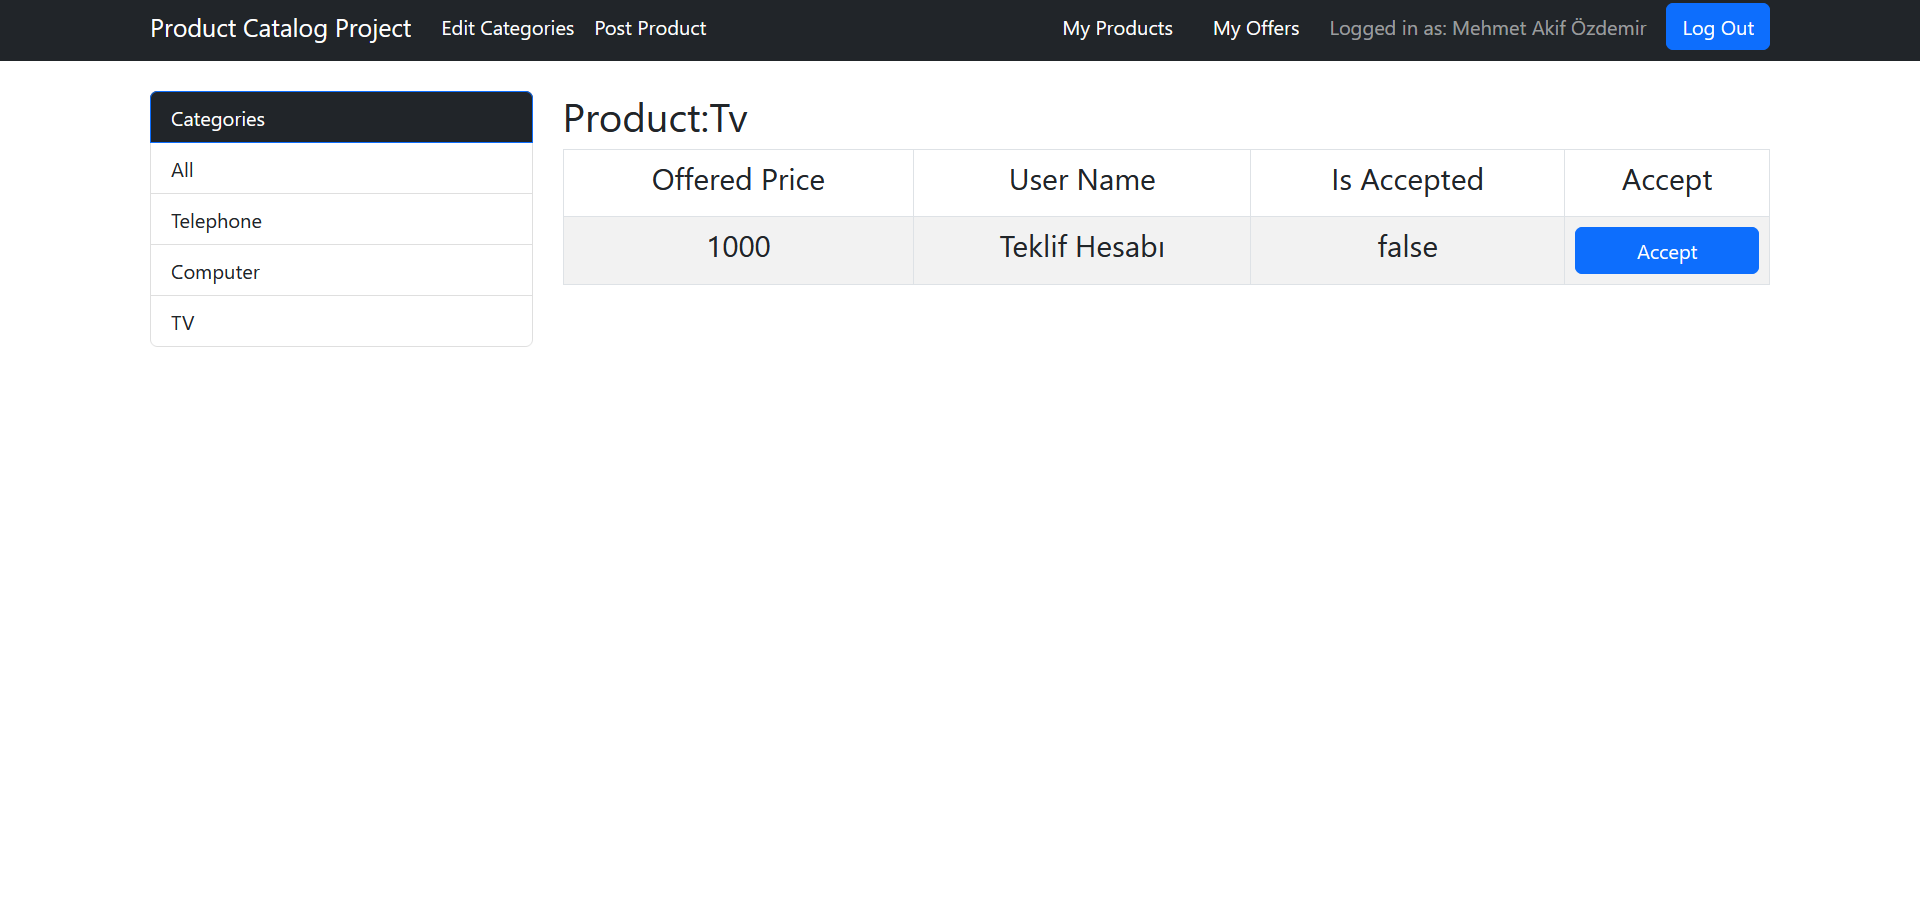 Product Catalog Project Edit Categories Post Product My Products My Offers Logged in as: Mehmet Akif Özdemir Log Out
Categories
All
Telephone
Computer
TV
Product:Tv
Offered Price User Name Is Accepted Accept
1000 Teklif Hesabı false Accept